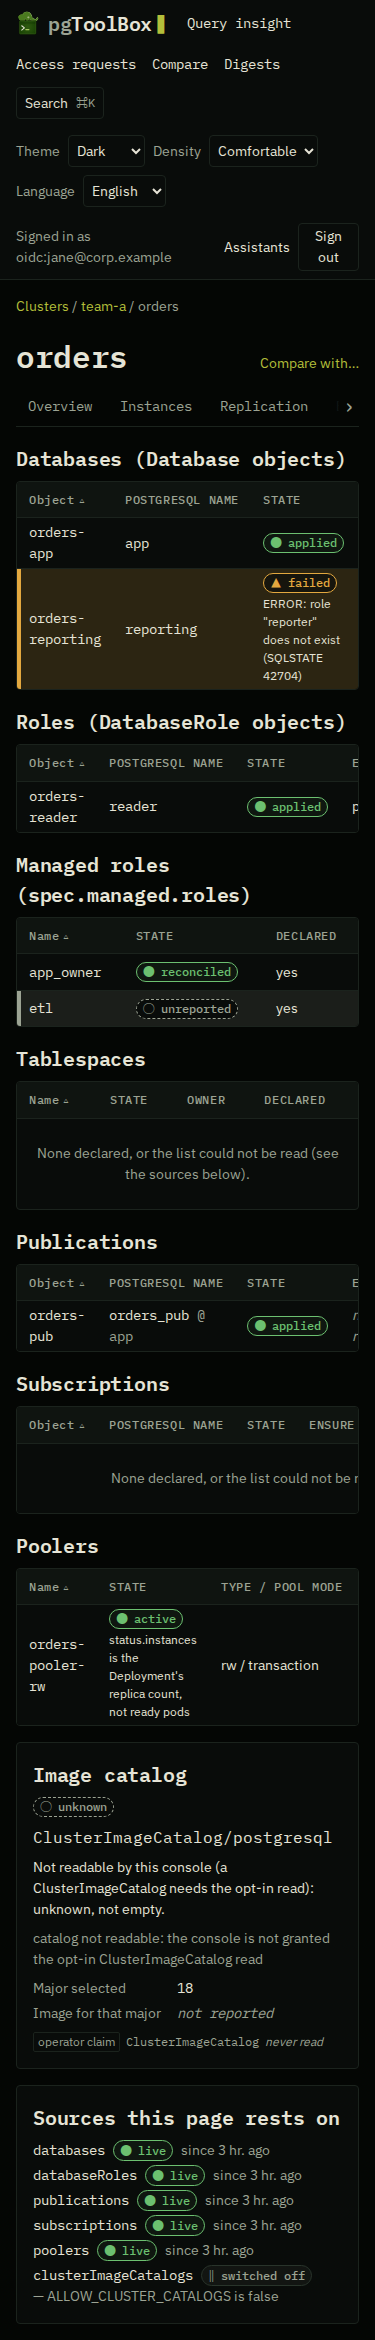 pgToolBox
Query insight
Access requests Compare Digests
Search ⌘K
Theme Dark Density Comfortable
Language English
Signed in as
oidc:jane@corp.example
Assistants
Sign
out
Clusters / team-a / orders
orders
Compare with…
Overview Instances Replication
Databases (Database objects)
Object POSTGRESQL NAME STATE
orders-
app
app
applied
orders-
reporting
reporting
failed
ERROR: role
"reporter"
does not exist
(SQLSTATE
42704)
Roles (DatabaseRole objects)
Object POSTGRESQL NAME STATE
orders-
reader
reader
applied
Managed roles
(spec.managed.roles)
Name STATE DECLARED
app_owner reconciled yes
etl unreported yes
Tablespaces
Name STATE OWNER DECLARED
None declared, or the list could not be read (see
the sources below).
Publications
Object POSTGRESQL NAME STATE
orders-
pub
orders_pub @
app
applied
Subscriptions
Object POSTGRESQL NAME STATE ENSURE
None declared, or the list could not be
Poolers
Name STATE TYPE / POOL MODE
orders-
pooler-
rw
active
status.instances
is the
Deployment's
replica count,
not ready pods
rw / transaction
Image catalog
unknown
ClusterImageCatalog/postgresql
Not readable by this console (a
ClusterImageCatalog needs the opt-in read):
unknown, not empty.
catalog not readable: the console is not granted
the opt-in ClusterImageCatalog read
Major selected 18
Image for that major not reported
operator claim ClusterImageCatalog never read
Sources this page rests on
databases live since 3 hr. ago
databaseRoles live since 3 hr. ago
publications live since 3 hr. ago
subscriptions live since 3 hr. ago
poolers live since 3 hr. ago
clusterImageCatalogs switched off
— ALLOW_CLUSTER_CATALOGS is false